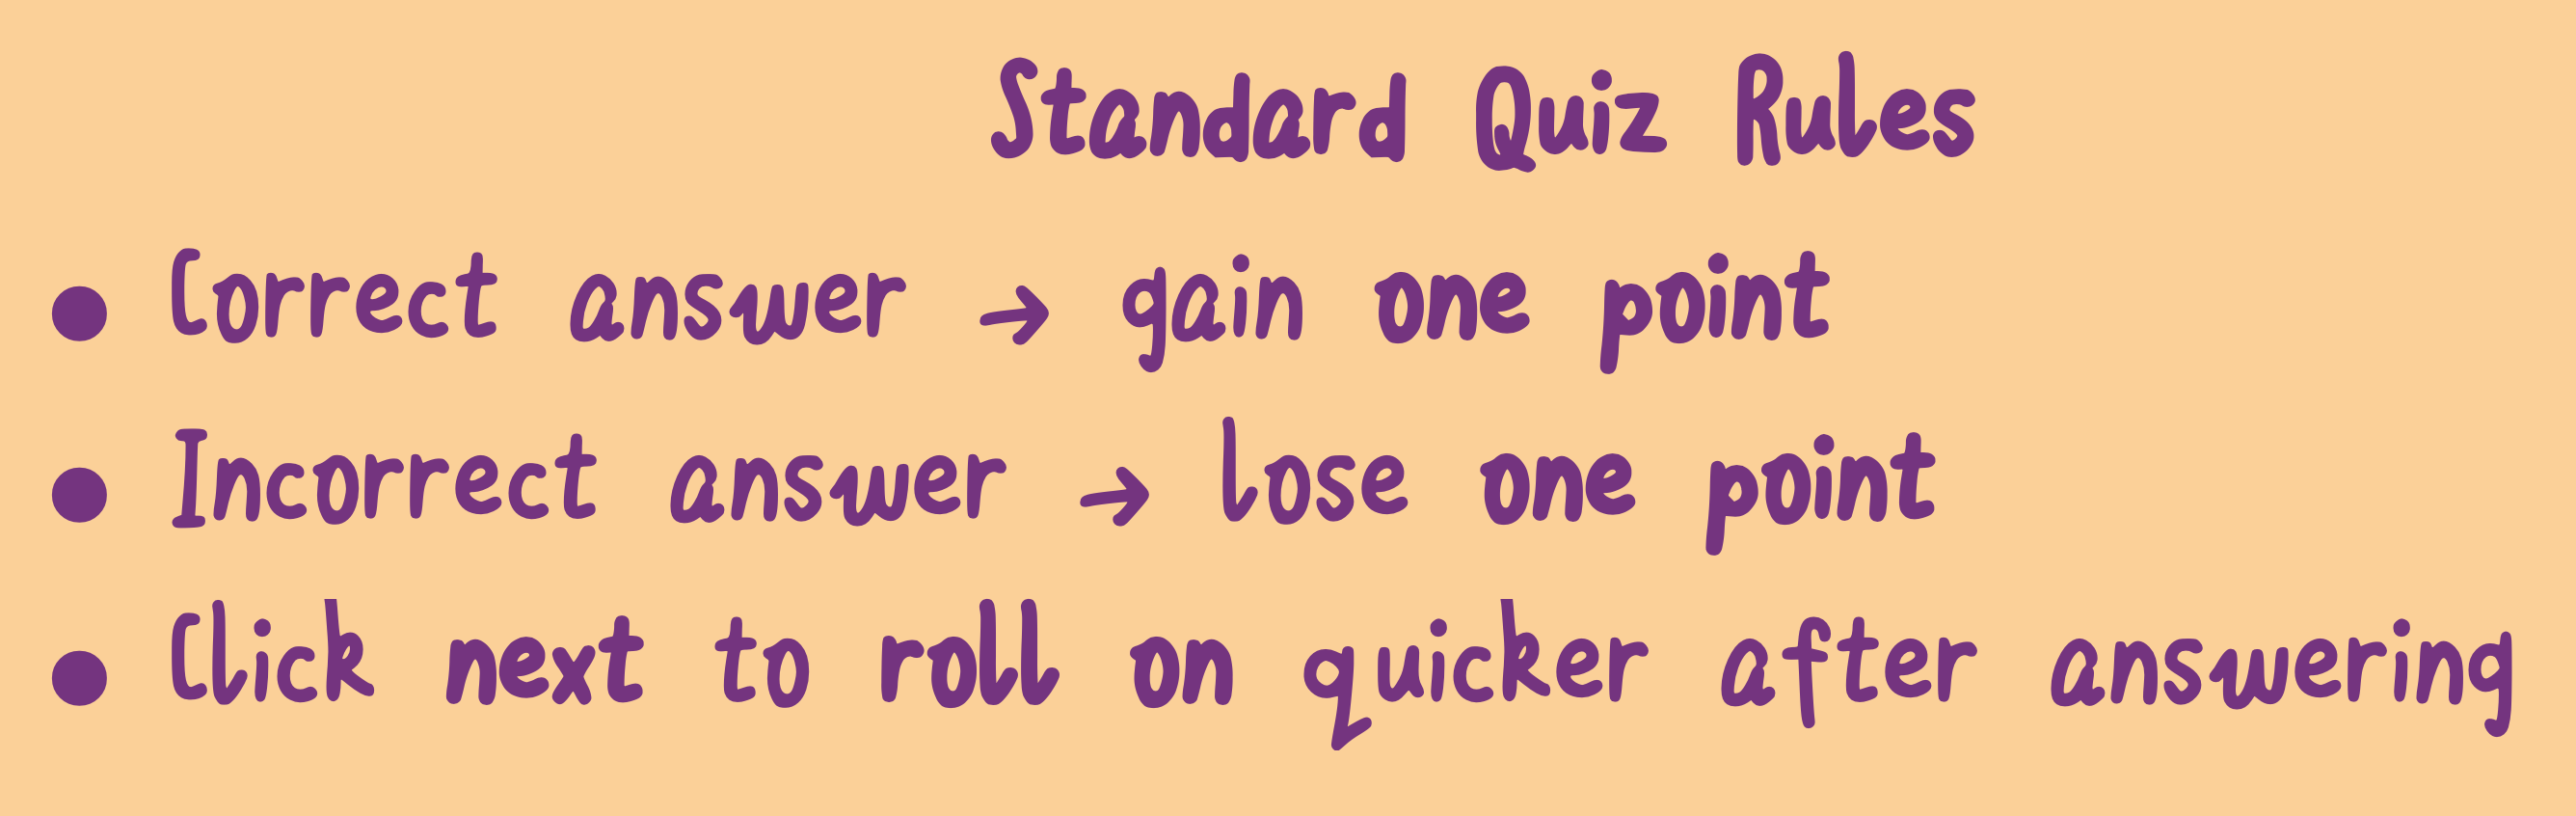 Standard Quiz Rules
● Correct answer → gain one point
● Incorrect answer → lose one point
● Click next to roll on quicker after answering